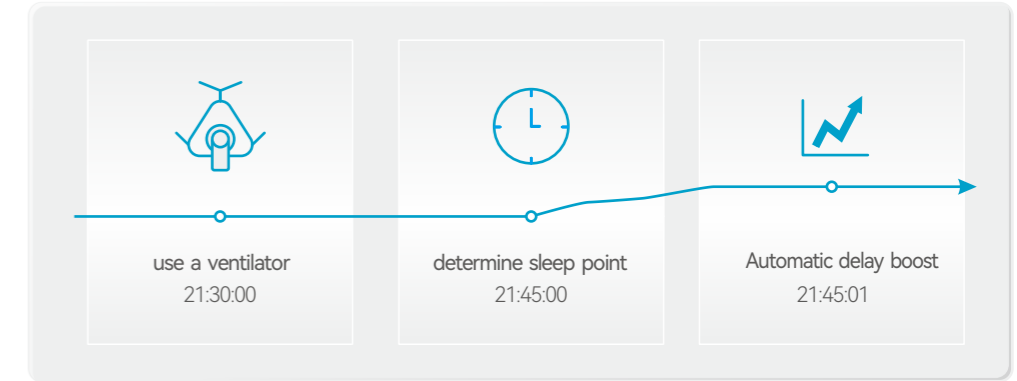 use a ventilator
21:30:00
determine sleep point
21:45:00
Automatic delay boost
21:45:01